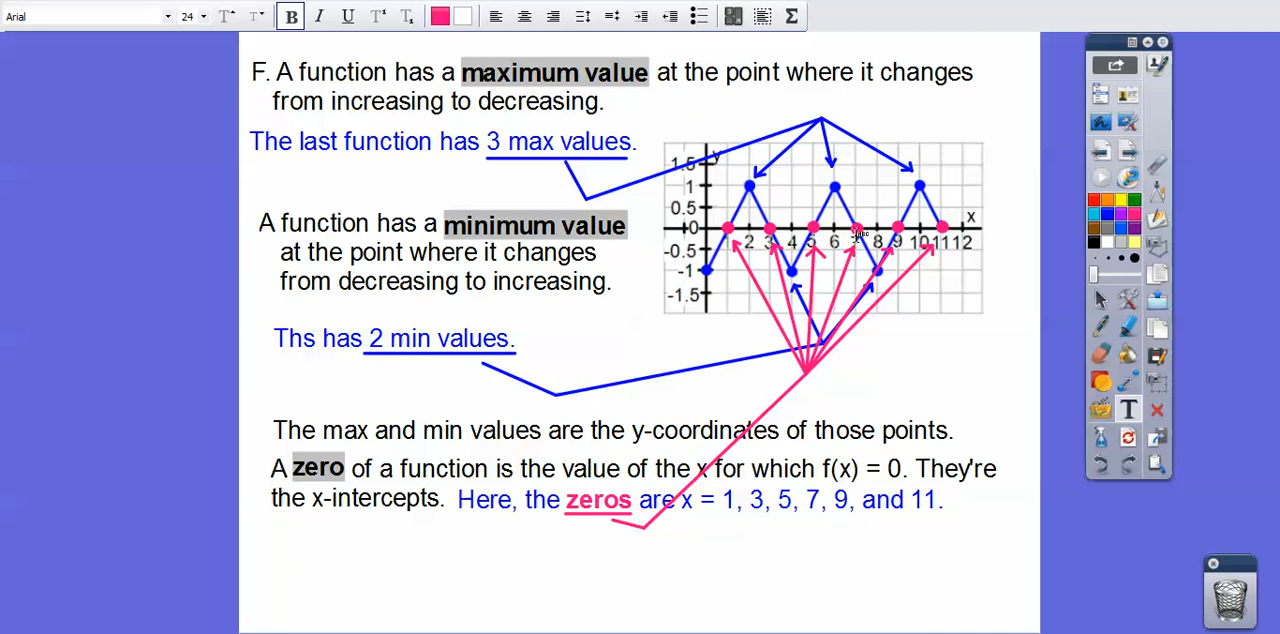 Arial 24 B I U T T Σ
F. A function has a maximum value at the point where it changes
from increasing to decreasing.
The last function has 3 max values.
A function has a minimum value
at the point where it changes
from decreasing to increasing.
Ths has 2 min values.
y
1.5
1
0.5
0
-0.5
-1
-1.5
x
2 3 4 5 6 8 9 10 11 12
The max and min values are the y-coordinates of those points.
A zero of a function is the value of the x for which f(x) = 0. They're
the x-intercepts. Here, the zeros are x = 1, 3, 5, 7, 9, and 11.
T